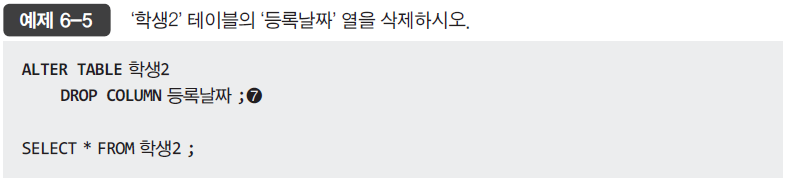 예제 6-5 '학생2' 테이블의 '등록날짜' 열을 삭제하시오.
ALTER TABLE 학생2
DROP COLUMN 등록날짜 ;❼
SELECT * FROM 학생2 ;